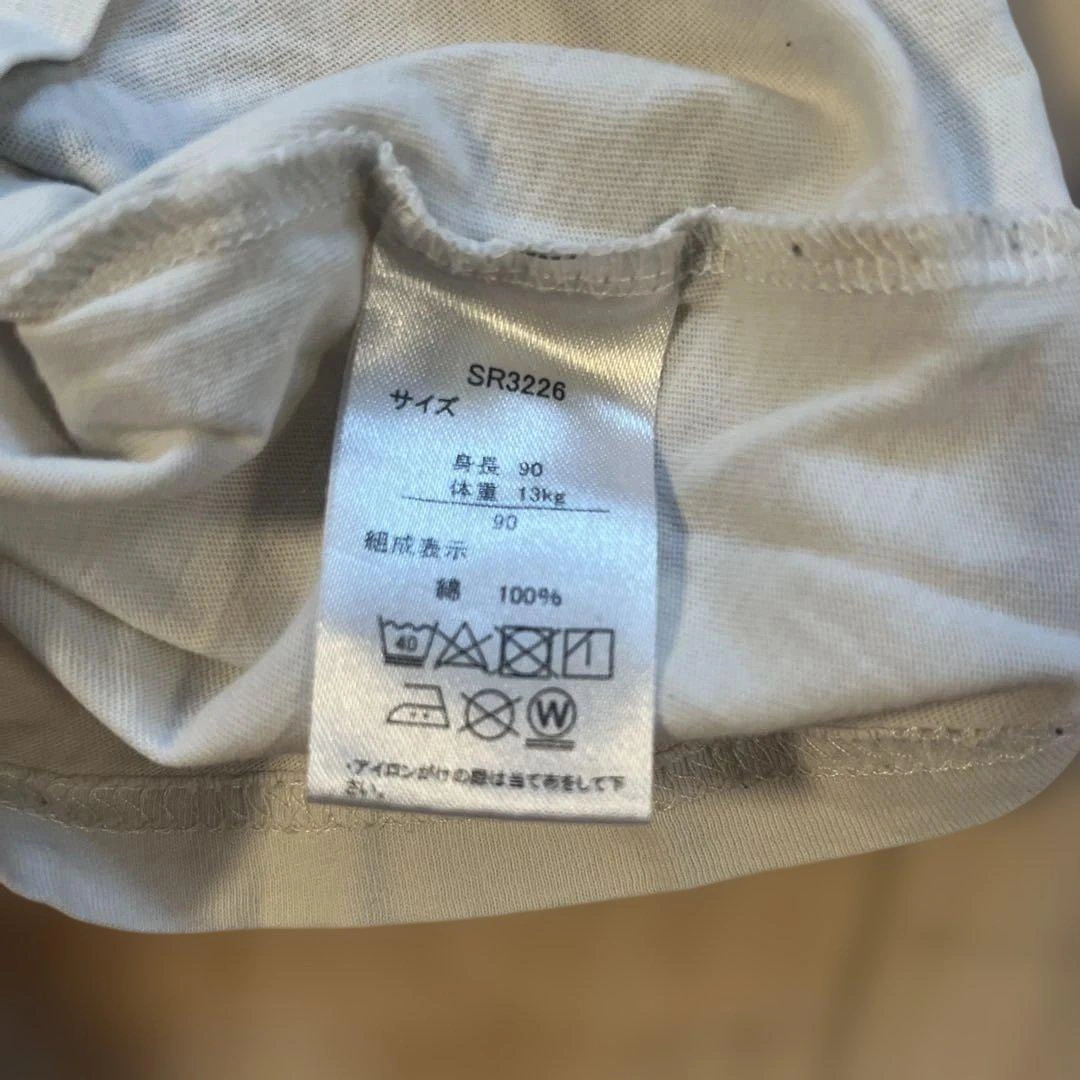 SR3226
サイズ
身長 90
体重 13kg
90
組成表示
綿 100%
40
W
・アイロンがけの際は当て布をして下
さい。